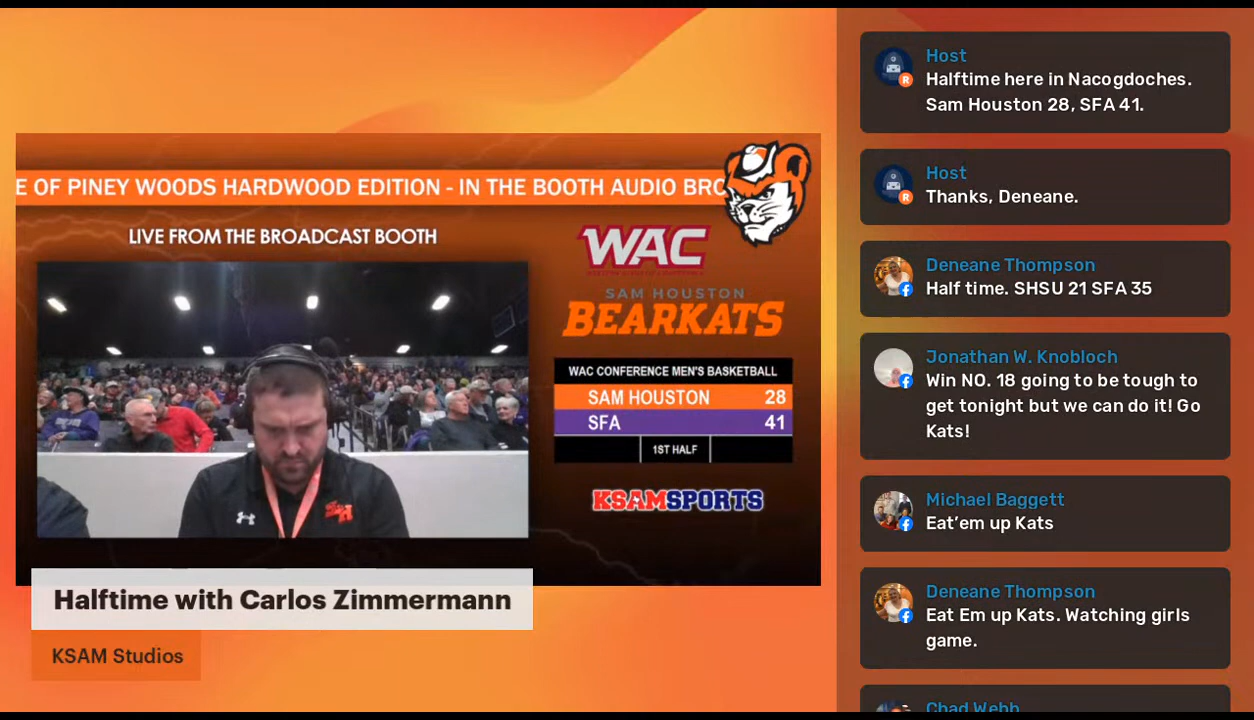 E OF PINEY WOODS HARDWOOD EDITION - IN THE BOOTH AUDIO BRO
LIVE FROM THE BROADCAST BOOTH
WAC
SAM HOUSTON
BEARKATS
WAC CONFERENCE MEN'S BASKETBALL
SAM HOUSTON 28
SFA 41
1ST HALF
KSAMSPORTS
Halftime with Carlos Zimmermann
KSAM Studios
Host
Halftime here in Nacogdoches.
Sam Houston 28, SFA 41.
Host
Thanks, Deneane.
Deneane Thompson
Half time. SHSU 21 SFA 35
Jonathan W. Knobloch
Win NO. 18 going to be tough to
get tonight but we can do it! Go
Kats!
Michael Baggett
Eat’em up Kats
Deneane Thompson
Eat Em up Kats. Watching girls
game.
Chad Webb